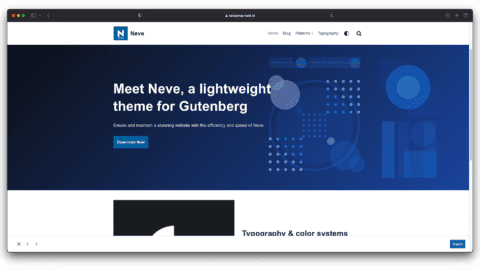 Neve
Home Blog Patterns Typography
Meet Neve, a lightweight
theme for Gutenberg
Create and maintain a stunning website with the efficiency and speed of Neve.
Download Now
Typography & color systems